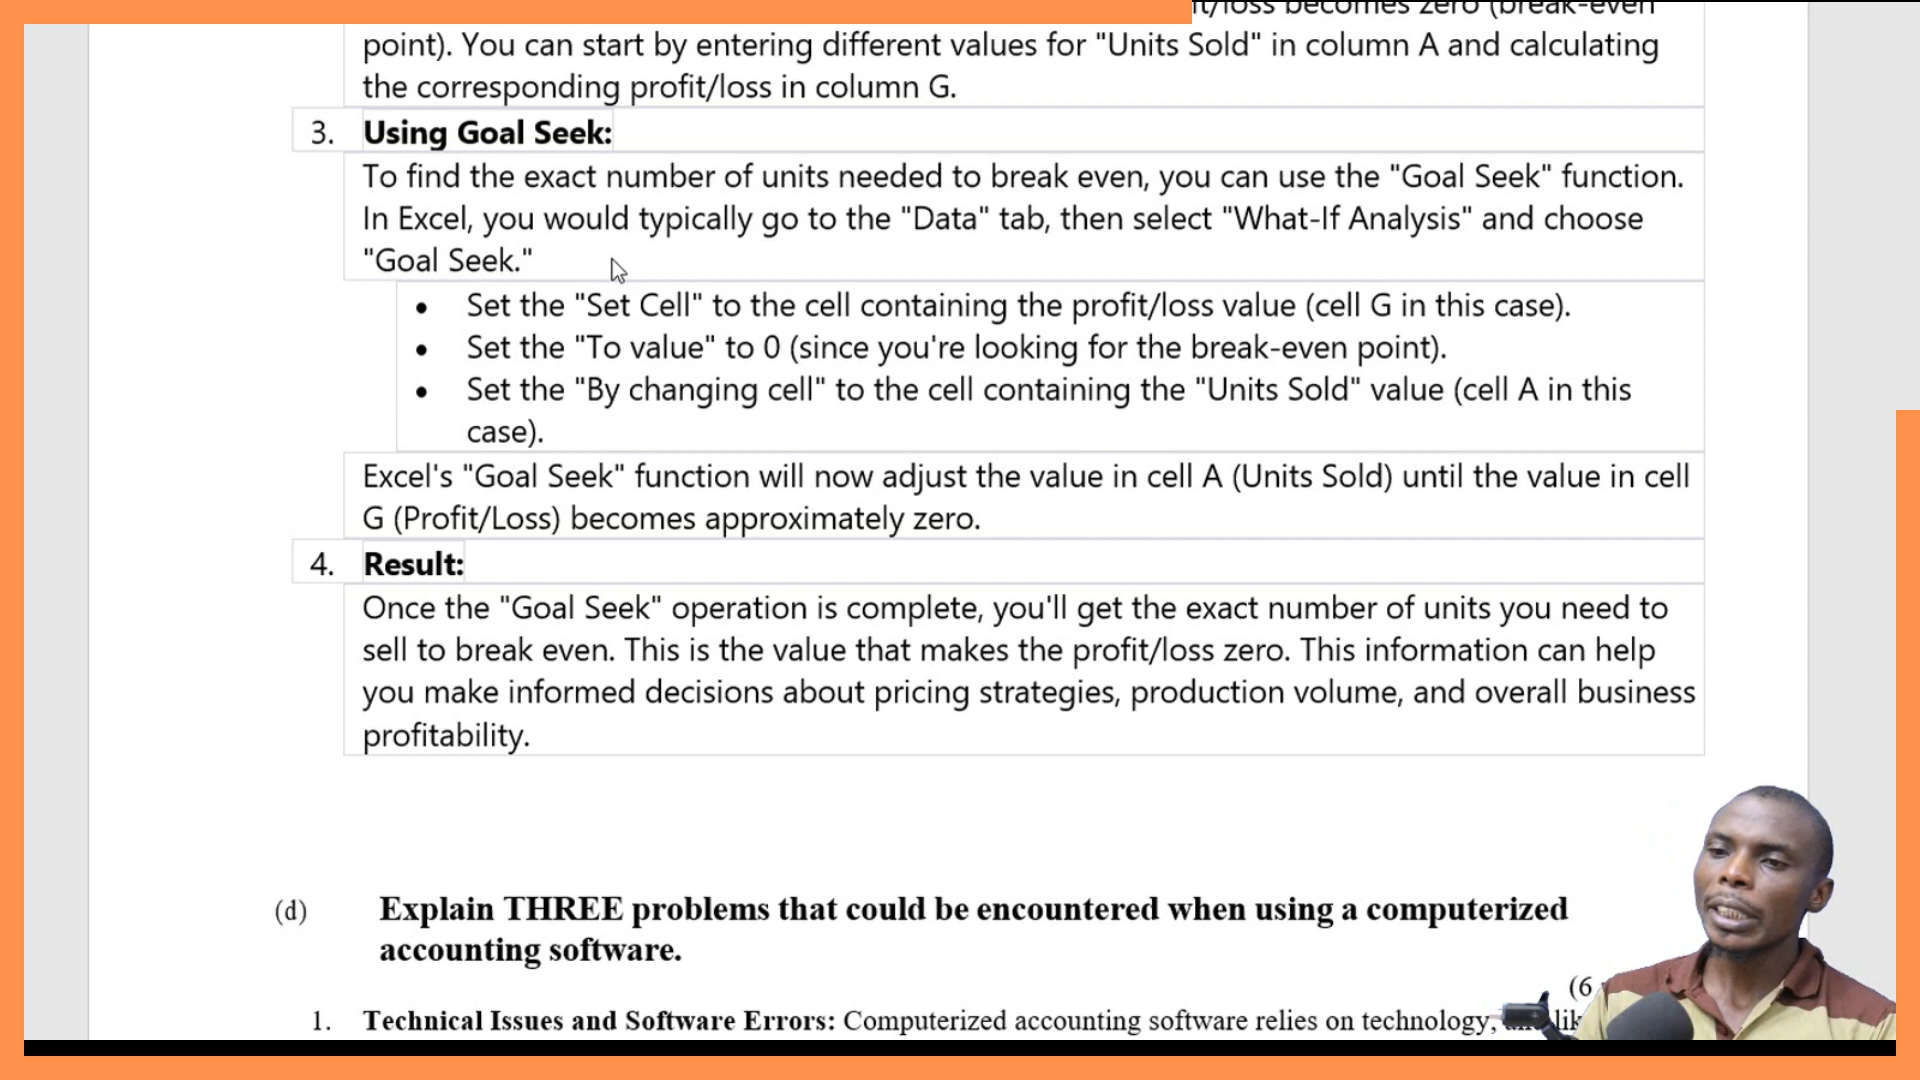 ft/loss becomes zero (break-even
point). You can start by entering different values for "Units Sold" in column A and calculating
the corresponding profit/loss in column G.
3. Using Goal Seek:
To find the exact number of units needed to break even, you can use the "Goal Seek" function.
In Excel, you would typically go to the "Data" tab, then select "What-If Analysis" and choose
"Goal Seek."
• Set the "Set Cell" to the cell containing the profit/loss value (cell G in this case).
• Set the "To value" to 0 (since you're looking for the break-even point).
• Set the "By changing cell" to the cell containing the "Units Sold" value (cell A in this
case).
Excel's "Goal Seek" function will now adjust the value in cell A (Units Sold) until the value in cell
G (Profit/Loss) becomes approximately zero.
4. Result:
Once the "Goal Seek" operation is complete, you'll get the exact number of units you need to
sell to break even. This is the value that makes the profit/loss zero. This information can help
you make informed decisions about pricing strategies, production volume, and overall business
profitability.
(d) Explain THREE problems that could be encountered when using a computerized
accounting software.
(6
1. Technical Issues and Software Errors: Computerized accounting software relies on technology,